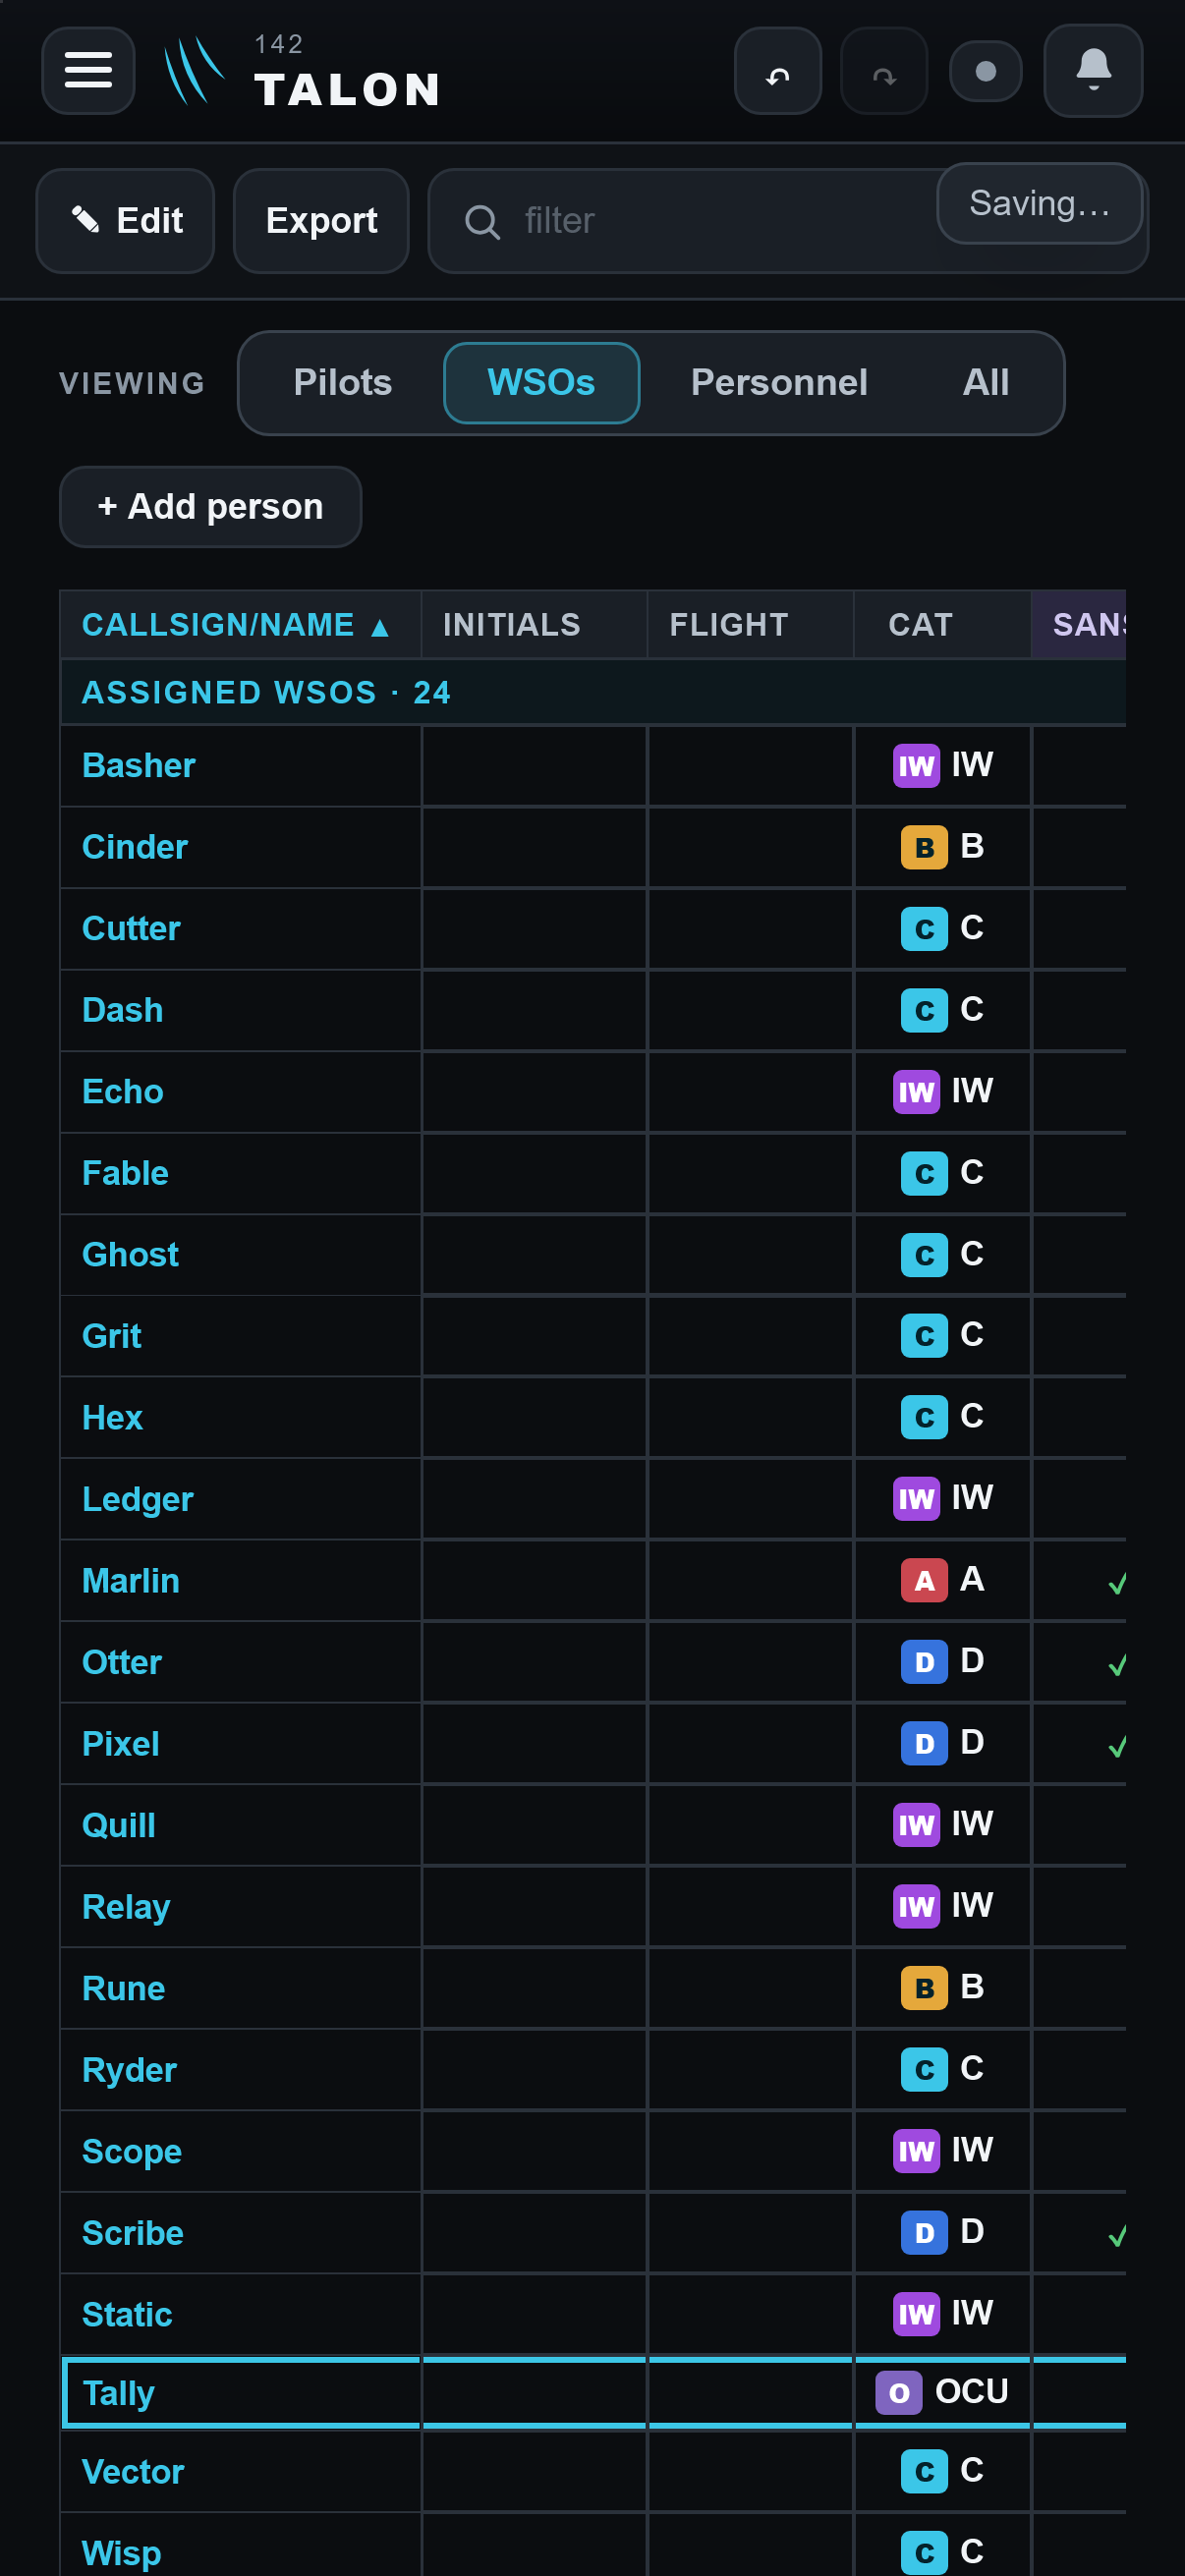 142
TALON
Edit
Export
filter
Saving...
VIEWING
Pilots
WSOs
Personnel
All
+ Add person
CALLSIGN/NAME ▲ INITIALS FLIGHT CAT
ASSIGNED WSOS · 24
Basher IW IW
Cinder B B
Cutter C C
Dash C C
Echo IW IW
Fable C C
Ghost C C
Grit C C
Hex C C
Ledger IW IW
Marlin A A ✓
Otter D D ✓
Pixel D D ✓
Quill IW IW
Relay IW IW
Rune B B
Ryder C C
Scope IW IW
Scribe D D ✓
Static IW IW
Tally O OCU
Vector C C
Wisp C C